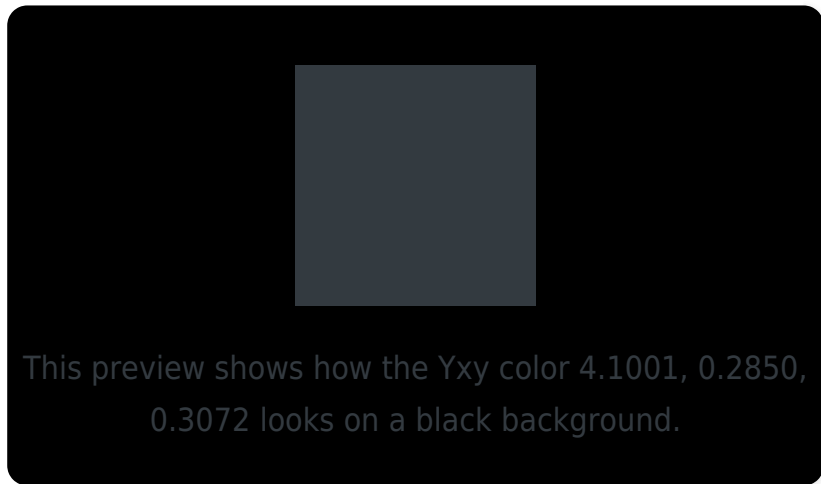 This preview shows how the Yxy color 4.1001, 0.2850,
0.3072 looks on a black background.